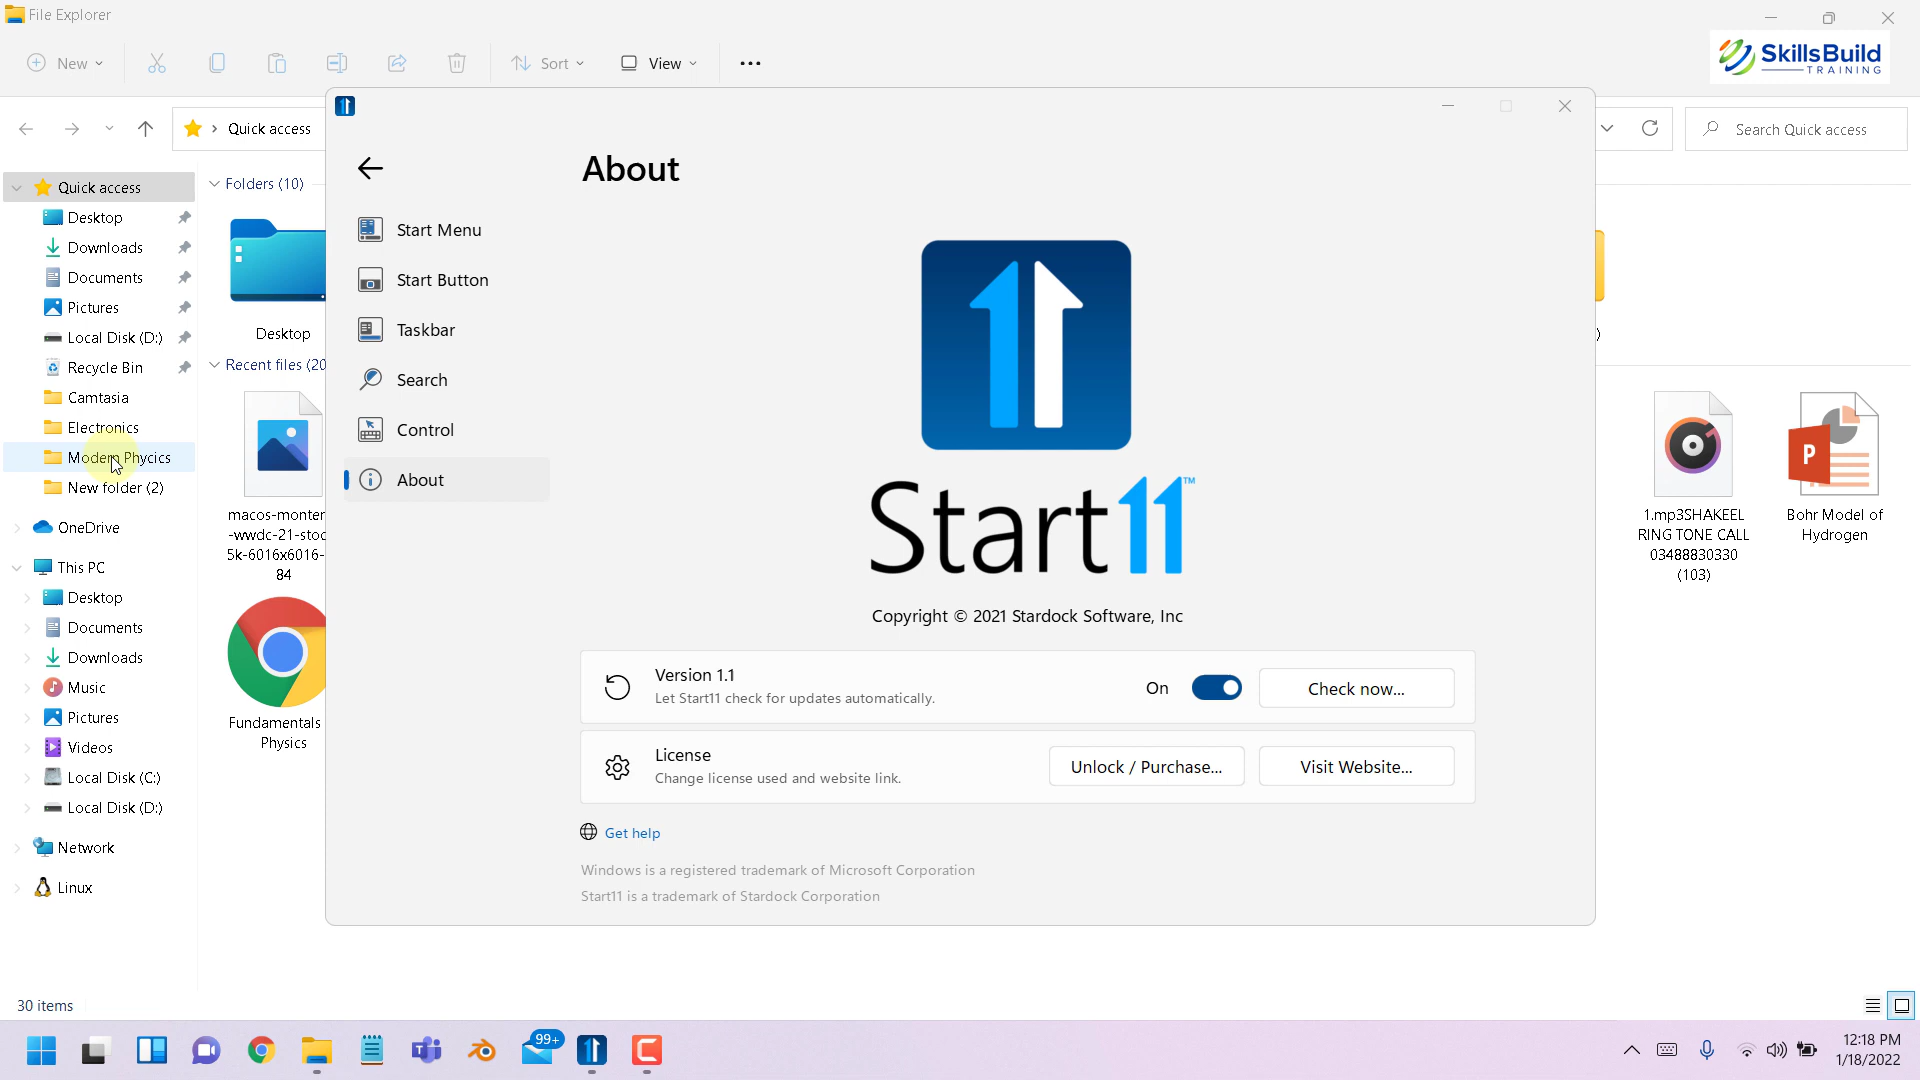 File Explorer
New
Sort
View
SkillsBuild
TRAINING
Quick access
Search Quick access
Quick access
Desktop
Downloads
Documents
Pictures
Local Disk (D:)
Recycle Bin
Camtasia
Electronics
Modern Phycics
New folder (2)
OneDrive
This PC
Desktop
Documents
Downloads
Music
Pictures
Videos
Local Disk (C:)
Local Disk (D:)
Network
Linux
Folders (10)
Desktop
Recent files (20
macos-monter
-wwdc-21-stoc
5k-6016x6016-
84
Fundamentals
Physics
About
Start Menu
Start Button
Taskbar
Search
Control
About
Start11™
Copyright © 2021 Stardock Software, Inc
Version 1.1
Let Start11 check for updates automatically.
On
Check now...
License
Change license used and website link.
Unlock / Purchase...
Visit Website...
Get help
Windows is a registered trademark of Microsoft Corporation
Start11 is a trademark of Stardock Corporation
)
P
1.mp3SHAKEEL
RING TONE CALL
03488830330
(103)
Bohr Model of
Hydrogen
30 items
99+
12:18 PM
1/18/2022